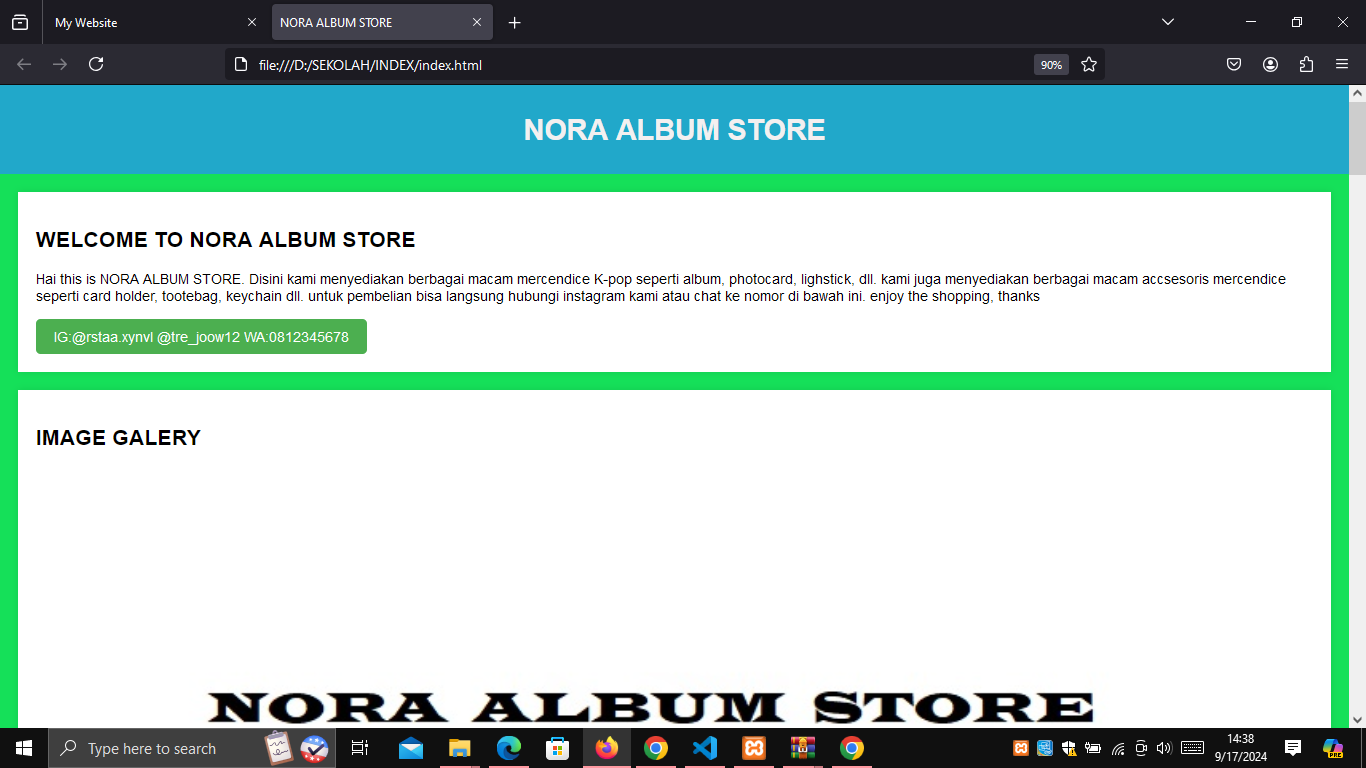 My Website
NORA ALBUM STORE
file:///D:/SEKOLAH/INDEX/index.html
90%
NORA ALBUM STORE
WELCOME TO NORA ALBUM STORE
Hai this is NORA ALBUM STORE. Disini kami menyediakan berbagai macam mercendice K-pop seperti album, photocard, lighstick, dll. kami juga menyediakan berbagai macam accsesoris mercendice
seperti card holder, tootebag, keychain dll. untuk pembelian bisa langsung hubungi instagram kami atau chat ke nomor di bawah ini. enjoy the shopping, thanks
IG:@rstaa.xynvl @tre_joow12 WA:0812345678
IMAGE GALERY
NORA ALBUM STORE
Type here to search
14:38
9/17/2024
PRE